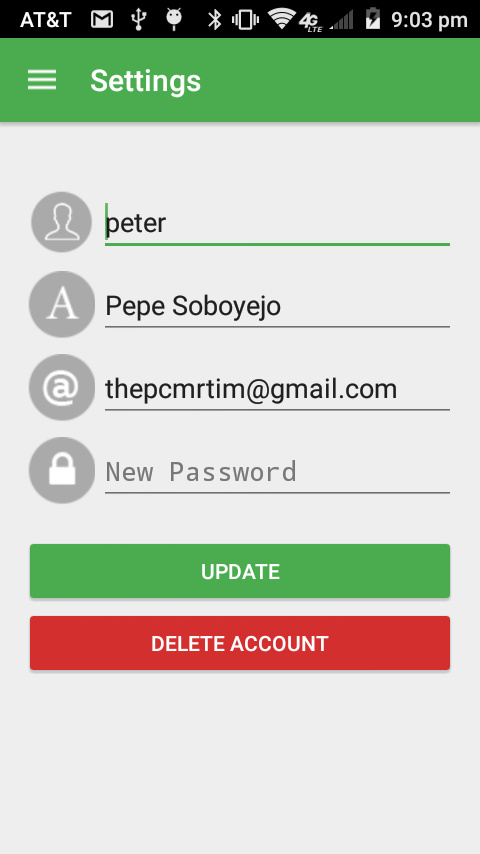 AT&T 4G LTE 9:03 pm
Settings
peter
A Pepe Soboyejo
@ thepcmrtim@gmail.com
New Password
UPDATE
DELETE ACCOUNT